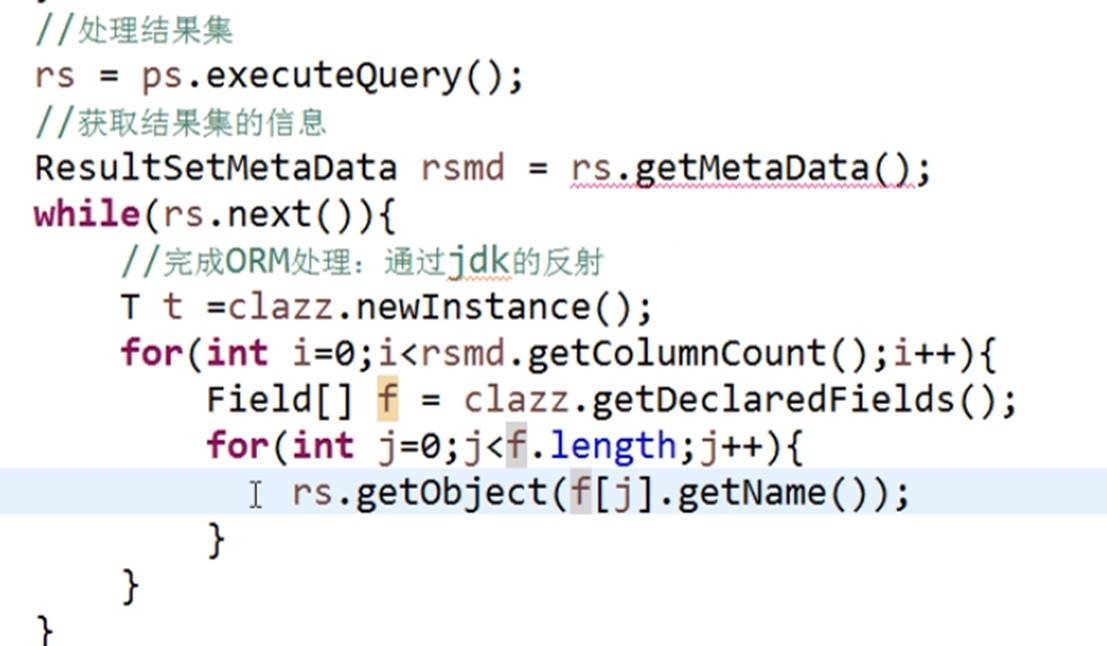 //处理结果集
rs = ps.executeQuery();
//获取结果集的信息
ResultSetMetaData rsmd = rs.getMetaData();
while(rs.next()){
//完成ORM处理：通过jdk的反射
T t =clazz.newInstance();
for(int i=0;i<rsmd.getColumnCount();i++){
Field[] f = clazz.getDeclaredFields();
for(int j=0;j<f.length;j++){
rs.getObject(f[j].getName());
}
}
}